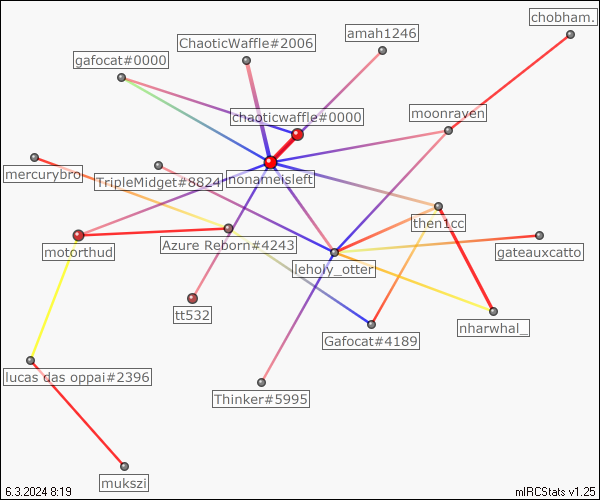 chobham.
amah1246
ChaoticWaffle#2006
gafocat#0000
chaoticwaffle#0000
moonraven
mercurybro
TripleMidget#8824
nonameisleft
then1cc
motorthud
Azure Reborn#4243
gateauxcatto
leholy_otter
tt532
nharwhal_
Gafocat#4189
lucas das oppai#2396
Thinker#5995
mukszi
6.3.2024 8:19
mIRCStats v1.25